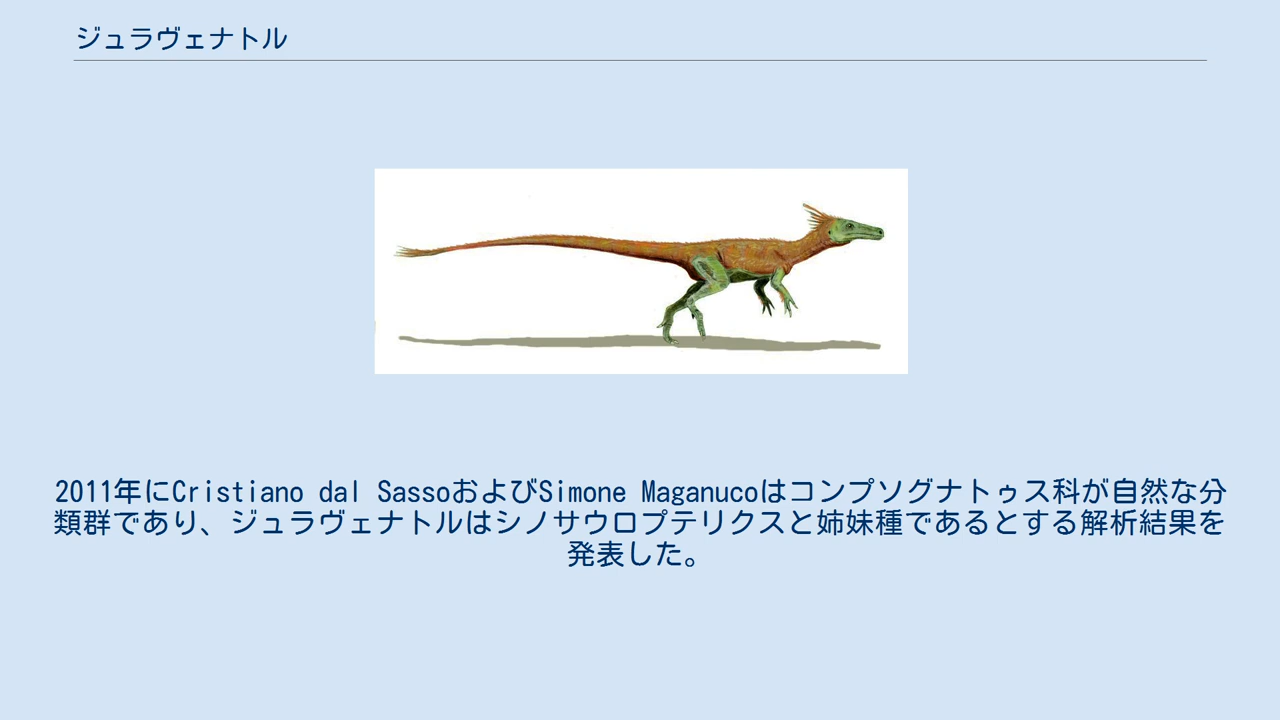 ジュラヴェナトル
2011年にCristiano dal SassoおよびSimone Maganucoはコンプソグナトゥス科が自然な分
類群であり、ジュラヴェナトルはシノサウロプテリクスと姉妹種であるとする解析結果を
発表した。